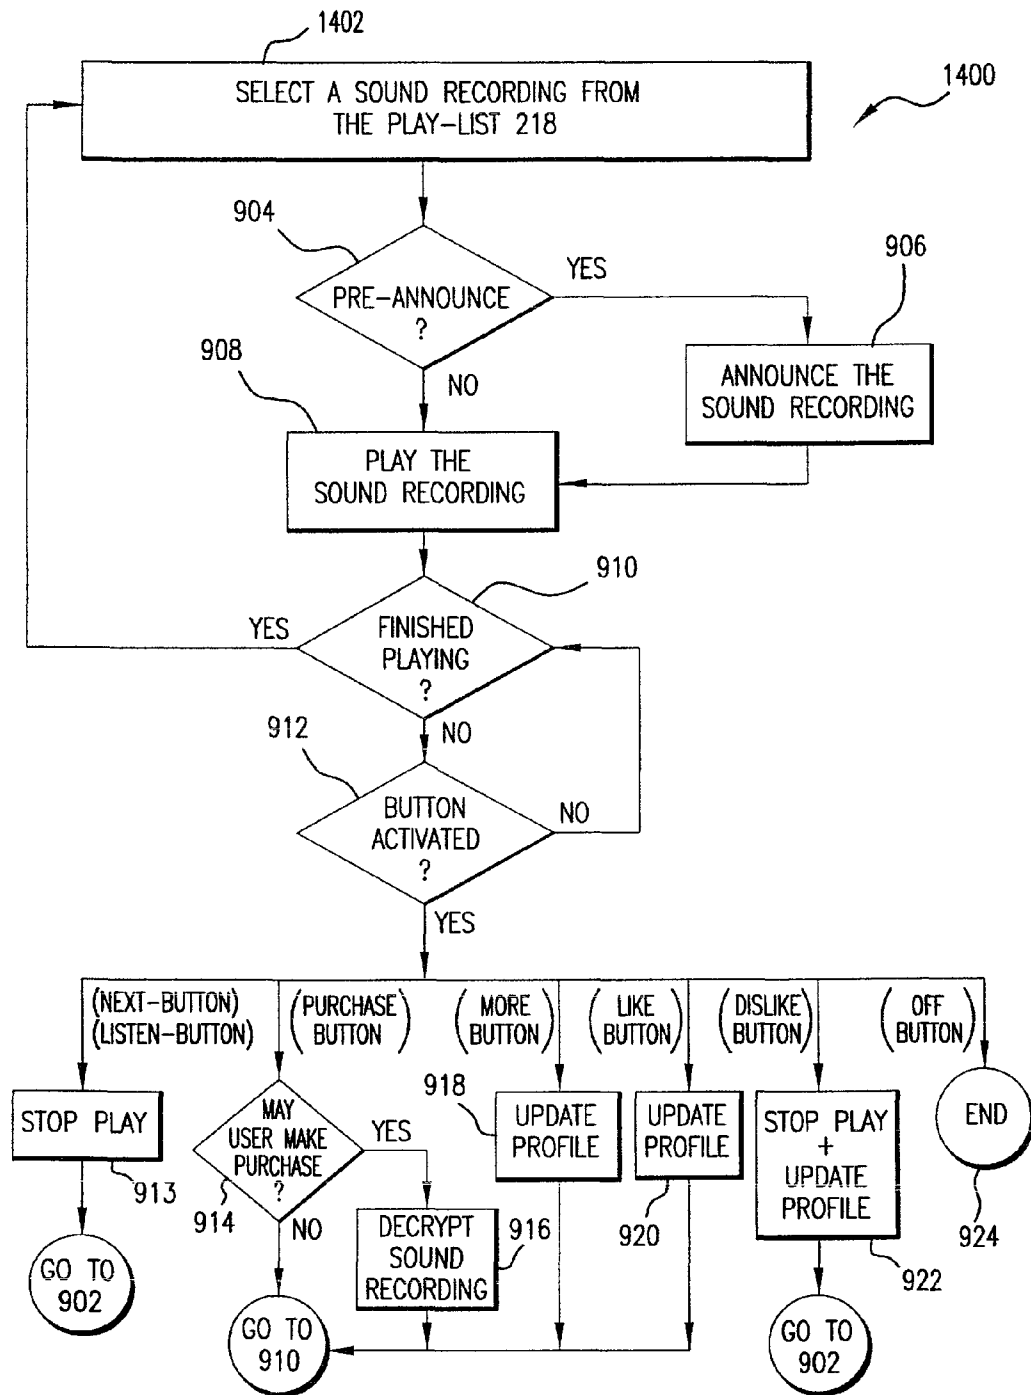 1402
SELECT A SOUND RECORDING FROM
THE PLAY-LIST 218
1400
904
PRE-ANNOUNCE
?
YES
NO
906
ANNOUNCE THE
SOUND RECORDING
908
PLAY THE
SOUND RECORDING
910
FINISHED
PLAYING
?
YES
NO
912
BUTTON
ACTIVATED
?
NO
YES
(NEXT-BUTTON)
(LISTEN-BUTTON)
(PURCHASE
BUTTON)
(MORE
BUTTON)
(LIKE
BUTTON)
(DISLIKE
BUTTON)
(OFF
BUTTON)
STOP PLAY
913
GO TO
902
MAY
USER MAKE
PURCHASE
?
914
YES
NO
DECRYPT
SOUND
RECORDING
916
GO TO
910
918
UPDATE
PROFILE
UPDATE
PROFILE
920
STOP PLAY
+
UPDATE
PROFILE
922
GO TO
902
END
924